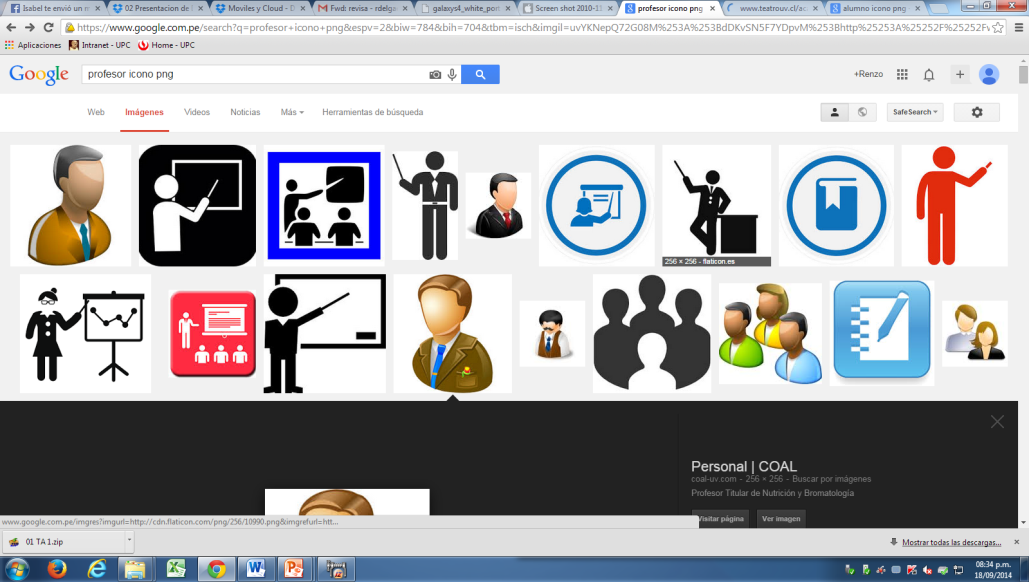 Isabel te envió un m
02 Presentacion de
Moviles y Cloud - D
Fwd: revisa - rdelga
galaxys4_white_port
Screen shot 2010-11
profesor icono png
www.teatrouv.cl/ac
alumno icono png
https://www.google.com.pe/search?q=profesor+icono+png&espv=2&biw=784&bih=704&tbm=isch&imgil=uvYKNepQ72G08M%253A%253BdDKvSN5F7YDpvM%253Bhttp%25253A%25252F%25252Fv
Aplicaciones
Intranet - UPC
Home - UPC
Google
profesor icono png
+Renzo
Web
Imágenes
Videos
Noticias
Más
Herramientas de búsqueda
SafeSearch
256 × 256 - flaticon.es
Personal | COAL
coal-uv.com - 256 × 256 - Buscar por imágenes
Profesor Titular de Nutrición y Bromatología
Visitar página
Ver imagen
www.google.com.pe/imgres?imgurl=http://cdn.flaticon.com/png/256/10990.png&imgrefurl=htt...
01 TA 1.zip
Mostrar todas las descargas...
08:34 p.m.
18/09/2014